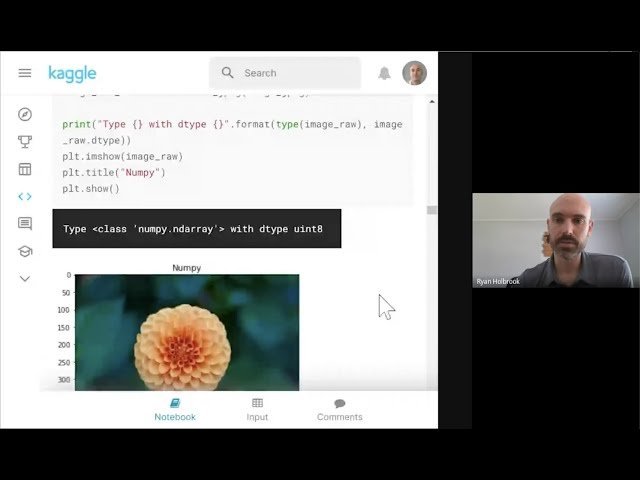 kaggle
Search
print("Type {} with dtype {}".format(type(image_raw), image
_raw.dtype))
plt.imshow(image_raw)
plt.title("Numpy")
plt.show()
Type <class 'numpy.ndarray'> with dtype uint8
Numpy
0
50
100
150
200
250
300
Ryan Holbrook
Notebook
Input
Comments